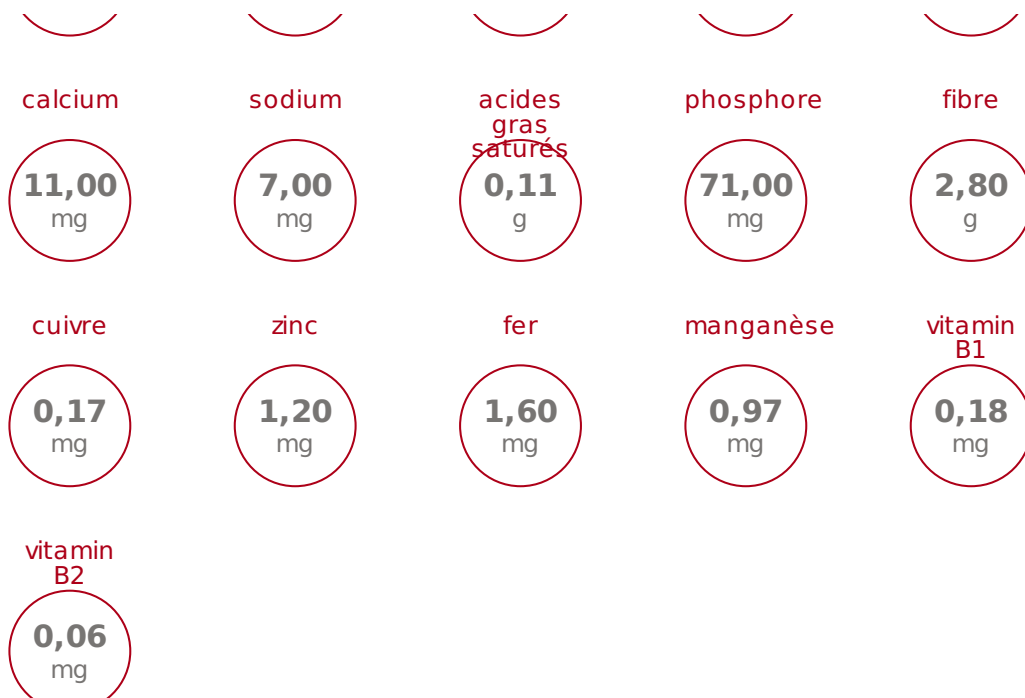 calcium
11,00
mg
sodium
7,00
mg
acides
gras
saturés
0,11
g
phosphore
71,00
mg
fibre
2,80
g
cuivre
0,17
mg
zinc
1,20
mg
fer
1,60
mg
manganèse
0,97
mg
vitamin
B1
0,18
mg
vitamin
B2
0,06
mg